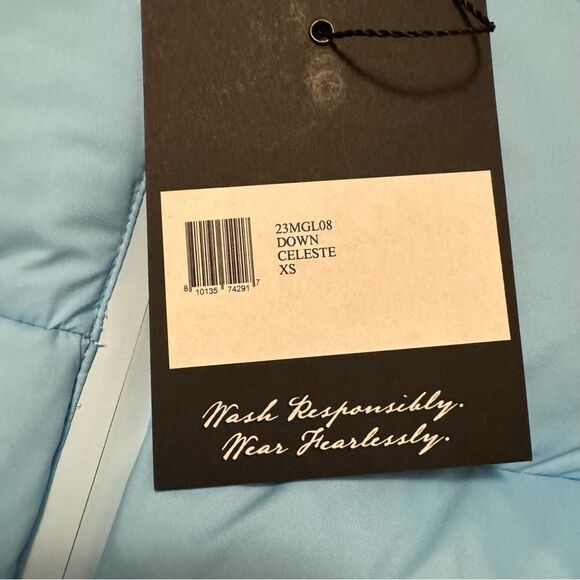 23MGL08
DOWN
CELESTE
XS
8 10135 74291 7
Wash Responsibly.
Wear Fearlessly.